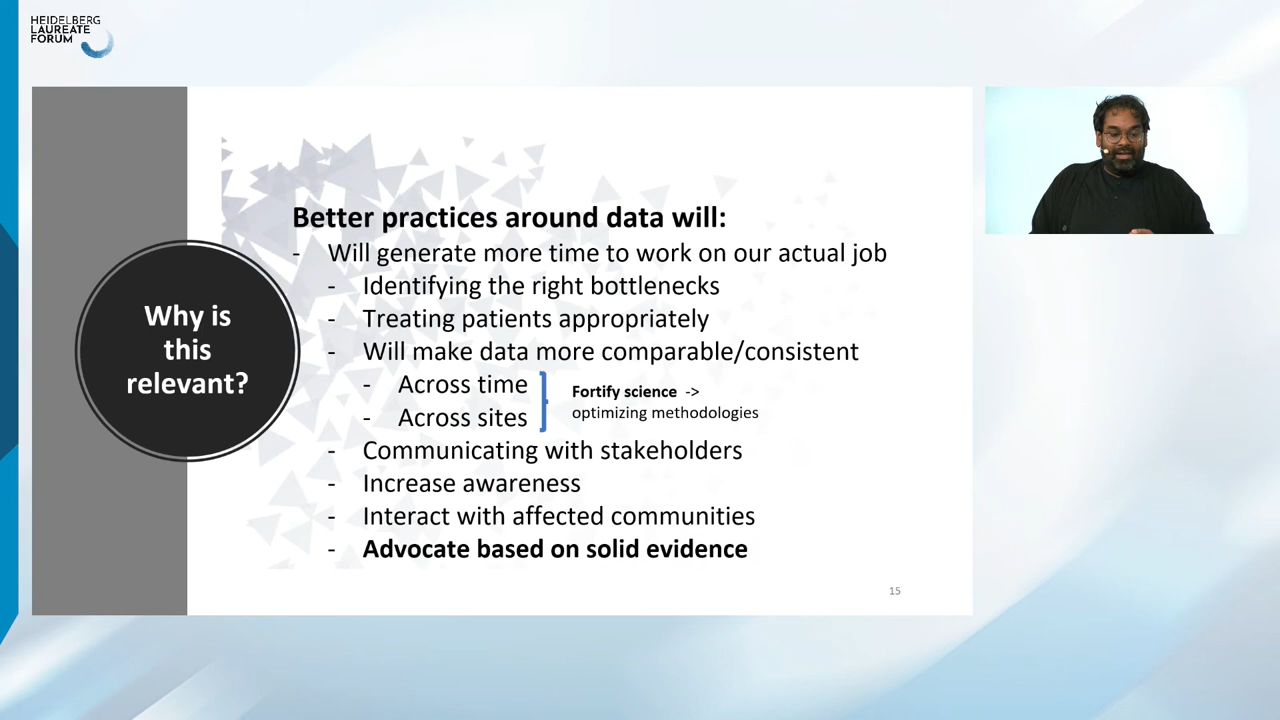 HEIDELBERG
LAUREATE
FORUM
Why is
this
relevant?
Better practices around data will:
- Will generate more time to work on our actual job
- Identifying the right bottlenecks
- Treating patients appropriately
- Will make data more comparable/consistent
- Across time
- Across sites
Fortify science ->
optimizing methodologies
- Communicating with stakeholders
- Increase awareness
- Interact with affected communities
- Advocate based on solid evidence
15